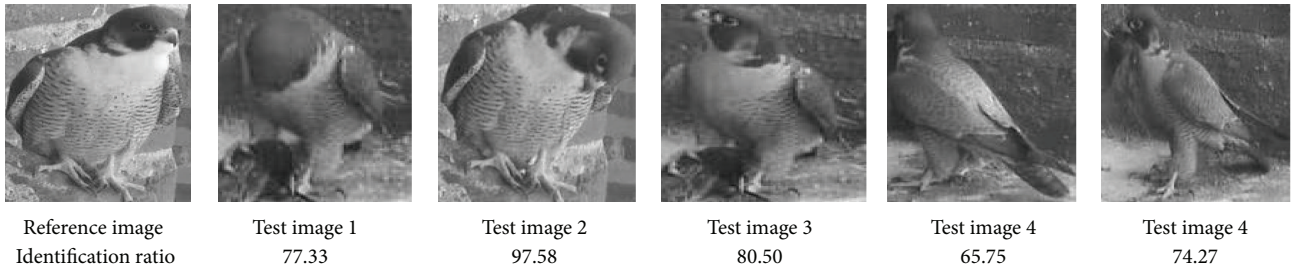 Reference image Test image 1 Test image 2 Test image 3 Test image 4 Test image 4
Identification ratio 77.33 97.58 80.50 65.75 74.27